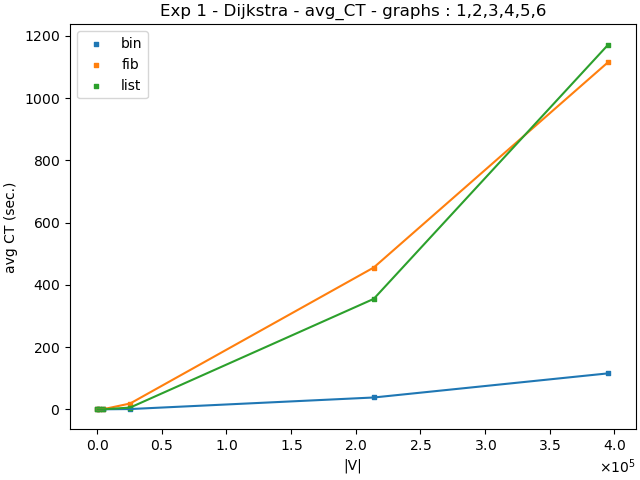 Exp 1 - Dijkstra - avg_CT - graphs : 1,2,3,4,5,6
bin
fib
list
1200
1000
800
600
400
200
0
avg CT (sec.)
0.0 0.5 1.0 1.5 2.0 2.5 3.0 3.5 4.0
|V|
×10⁵